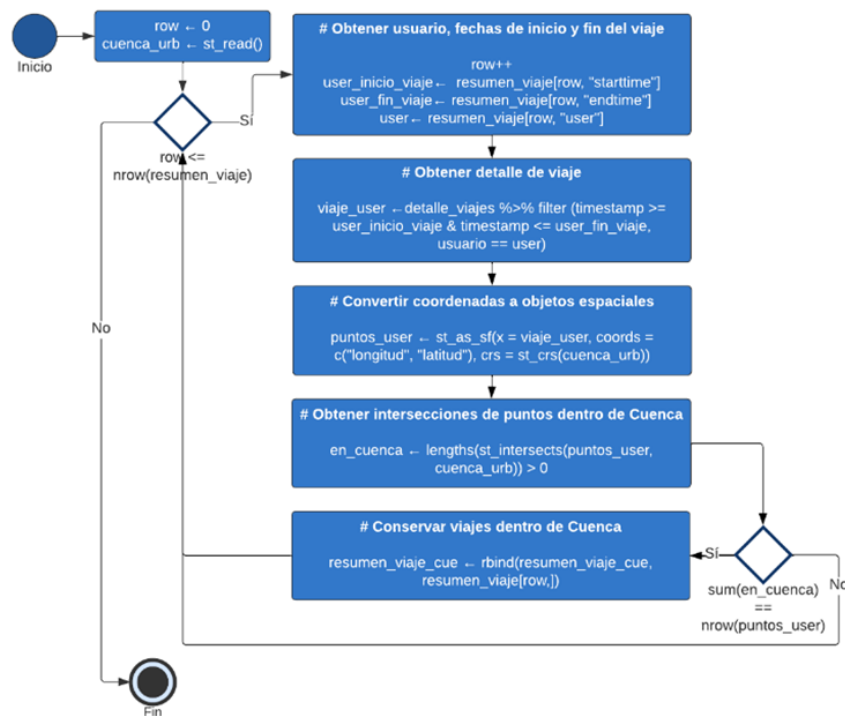 Inicio
row ← 0
cuenca_urb ← st_read()
# Obtener usuario, fechas de inicio y fin del viaje
row++
user_inicio_viaje← resumen_viaje[row, "starttime"]
user_fin_viaje← resumen_viaje[row, "endtime"]
user← resumen_viaje[row, "user"]
Sí
row <=
nrow(resumen_viaje)
# Obtener detalle de viaje
viaje_user ←detalle_viajes %>% filter (timestamp >=
user_inicio_viaje & timestamp <= user_fin_viaje,
usuario == user)
# Convertir coordenadas a objetos espaciales
puntos_user ← st_as_sf(x = viaje_user, coords =
c("longitud", "latitud"), crs = st_crs(cuenca_urb))
No
# Obtener intersecciones de puntos dentro de Cuenca
en_cuenca ← lengths(st_intersects(puntos_user,
cuenca_urb)) > 0
# Conservar viajes dentro de Cuenca
resumen_viaje_cue ← rbind(resumen_viaje_cue,
resumen_viaje[row,])
Sí
No
sum(en_cuenca)
==
nrow(puntos_user)
Fin